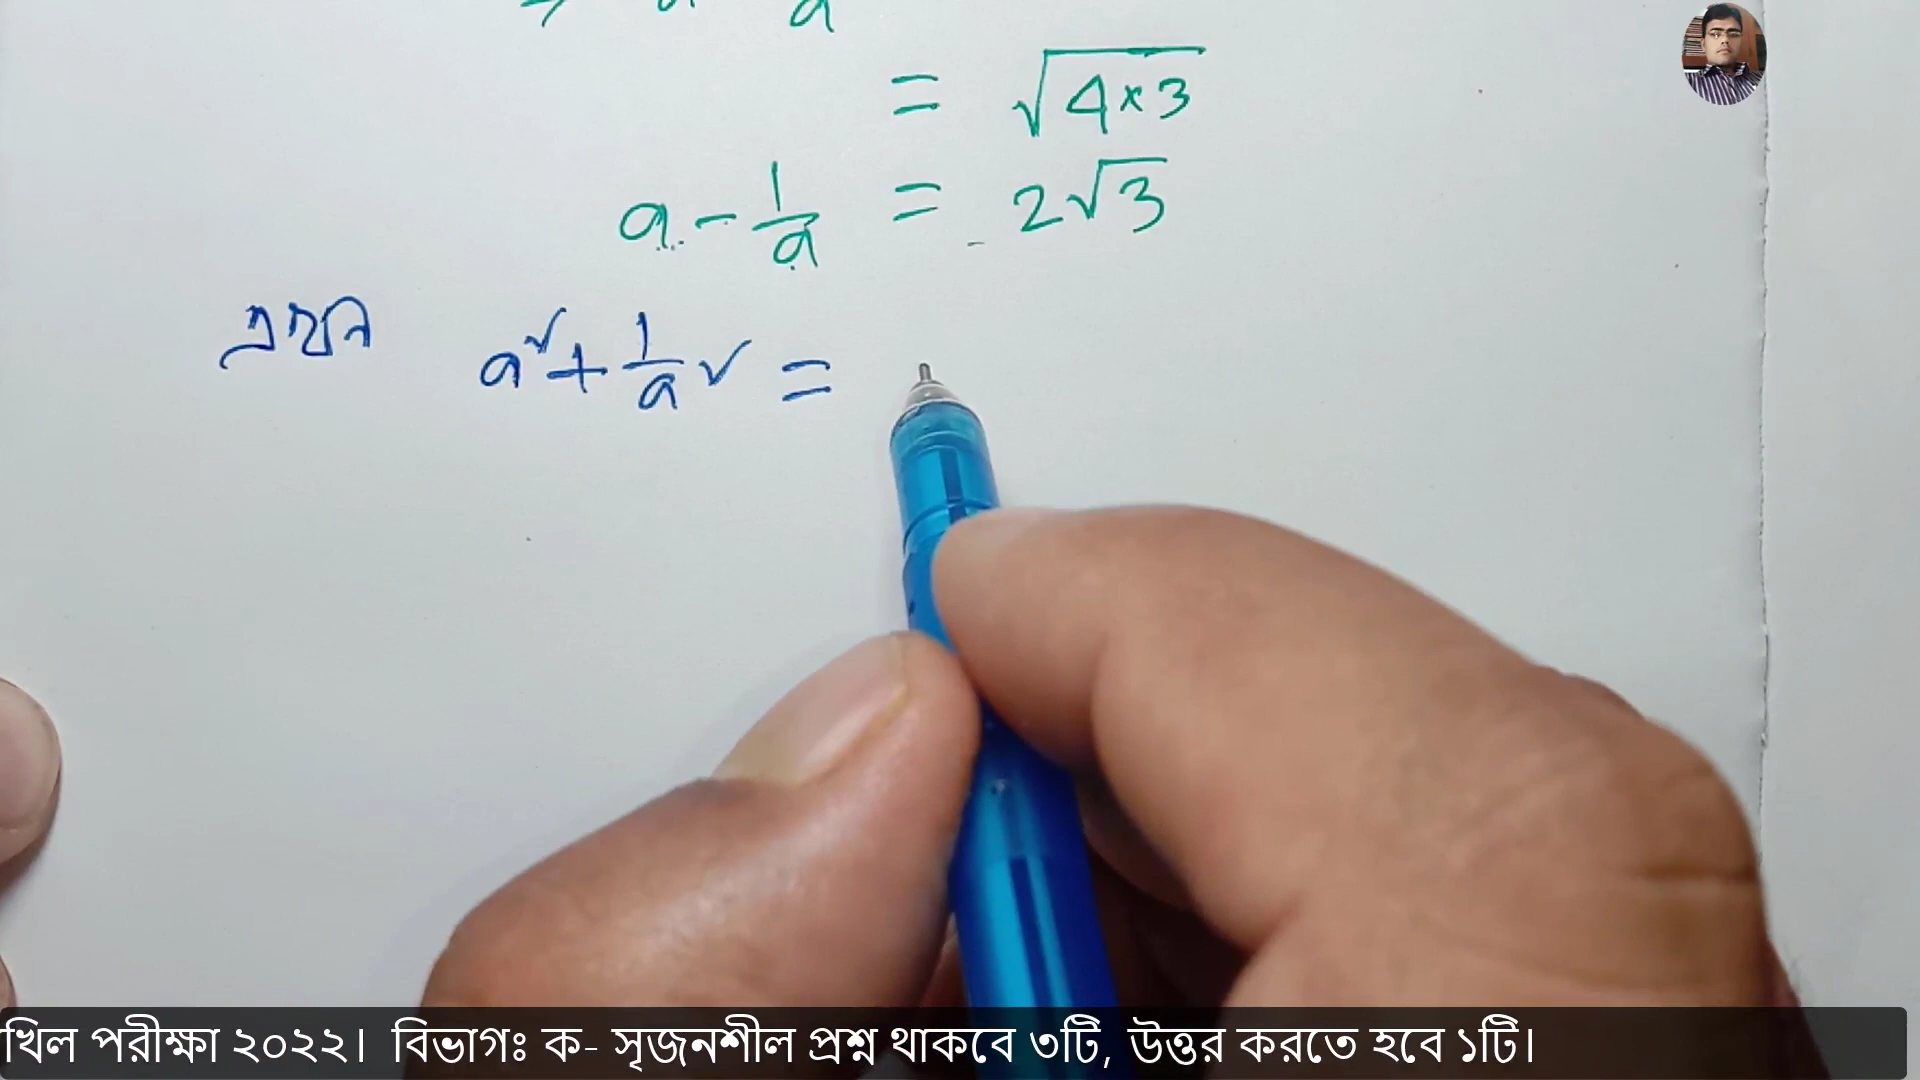 = √4×3
a - 1/a = 2√3
এখন a² + 1/a² =
খিল পরীক্ষা ২০২২। বিভাগঃ ক- সৃজনশীল প্রশ্ন থাকবে ৩টি, উত্তর করতে হবে ১টি।